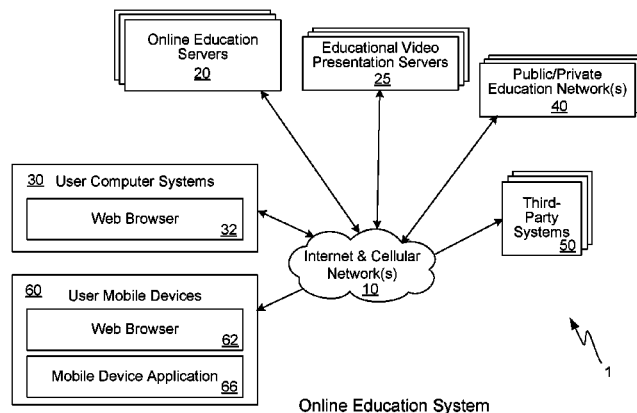 Online Education
Servers
20
Educational Video
Presentation Servers
25
Public/Private
Education Network(s)
40
30 User Computer Systems
Web Browser
32
Third-
Party
Systems
50
Internet & Cellular
Network(s)
10
60 User Mobile Devices
Web Browser
62
Mobile Device Application
66
1
Online Education System